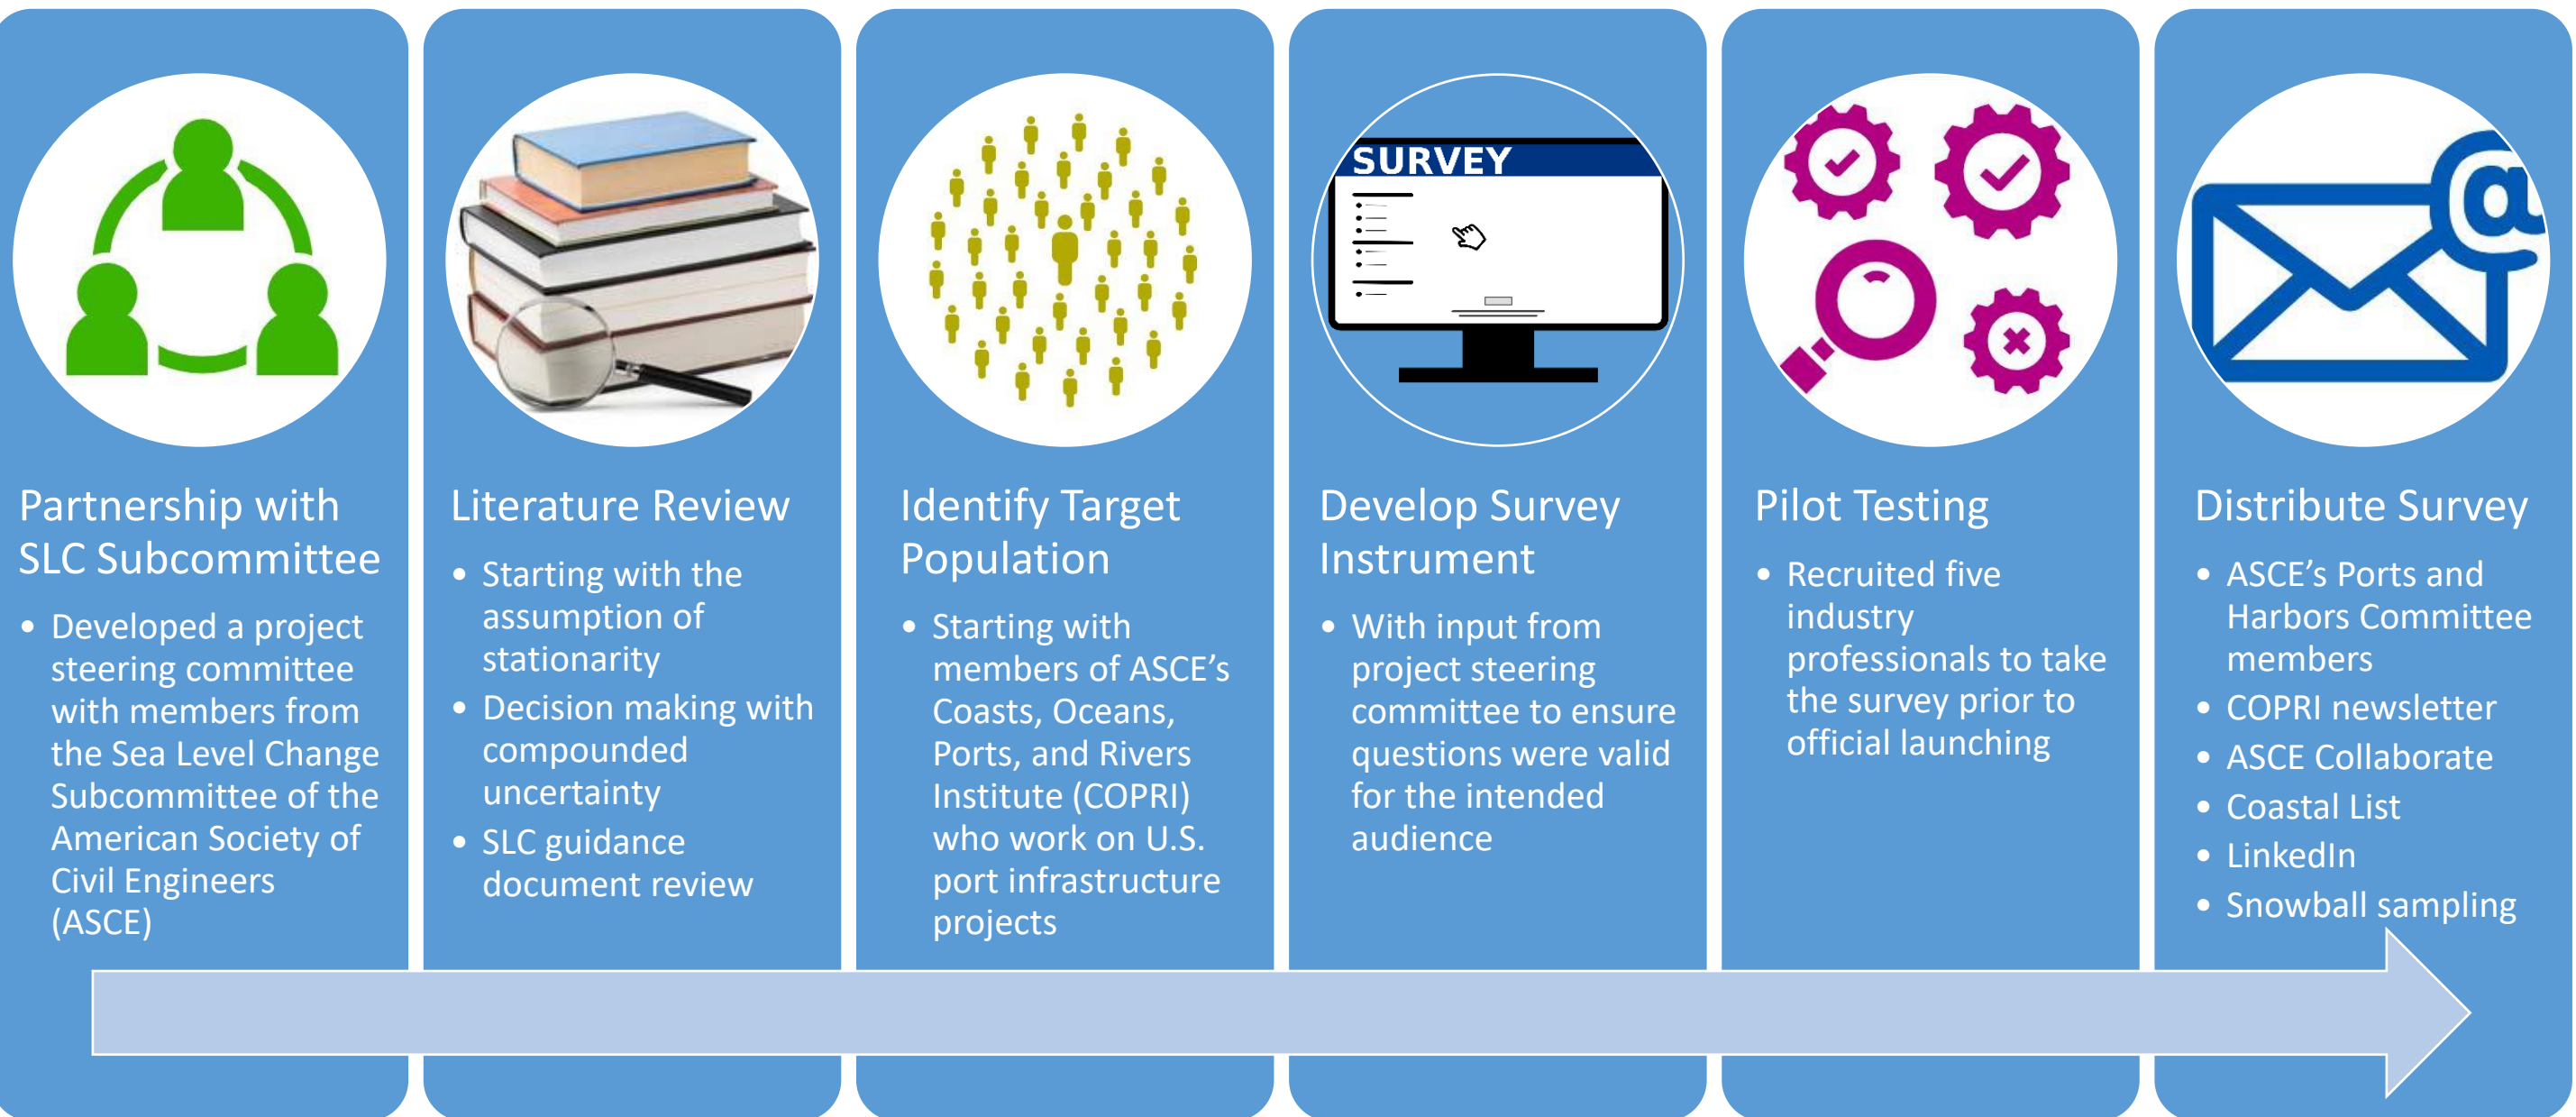 Partnership with
SLC Subcommittee
• Developed a project
steering committee
with members from
the Sea Level Change
Subcommittee of the
American Society of
Civil Engineers
(ASCE)
Literature Review
• Starting with the
assumption of
stationarity
• Decision making with
compounded
uncertainty
• SLC guidance
document review
Identify Target
Population
• Starting with
members of ASCE’s
Coasts, Oceans,
Ports, and Rivers
Institute (COPRI)
who work on U.S.
port infrastructure
projects
SURVEY
Develop Survey
Instrument
• With input from
project steering
committee to ensure
questions were valid
for the intended
audience
Pilot Testing
• Recruited five
industry
professionals to take
the survey prior to
official launching
@
Distribute Survey
• ASCE’s Ports and
Harbors Committee
members
• COPRI newsletter
• ASCE Collaborate
• Coastal List
• LinkedIn
• Snowball sampling